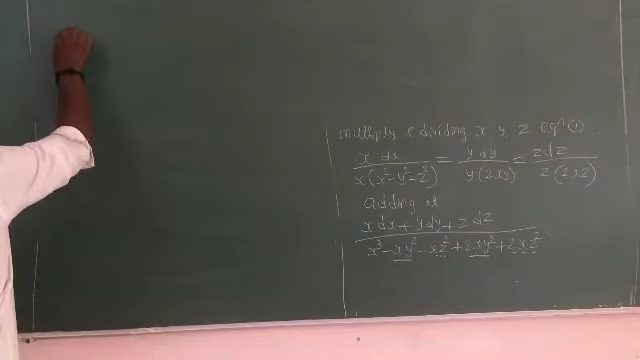 multiply & dividing x y, z eqⁿ ①
x dx / x(x² - y² - z²) = y dy / y(2xy) = z dz / z(2xz)
adding it
x dx + y dy + z dz / x³ - xy² - xz² + 2xy² + 2xz²